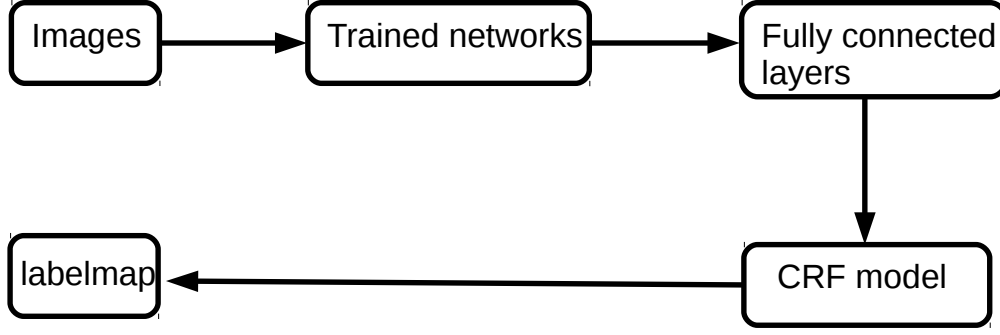 Images
Trained networks
Fully connected
layers
CRF model
labelmap